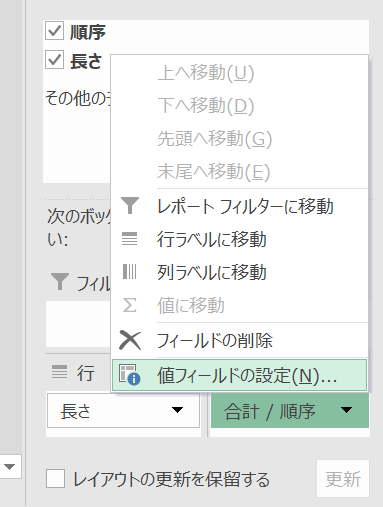 順序
長さ
その他の
上へ移動(U)
下へ移動(D)
先頭へ移動(G)
末尾へ移動(E)
レポート フィルターに移動
行ラベルに移動
列ラベルに移動
値に移動
フィールドの削除
値フィールドの設定(N)...
次のボック
い:
フィル
行
長さ
合計 / 順序
レイアウトの更新を保留する
更新